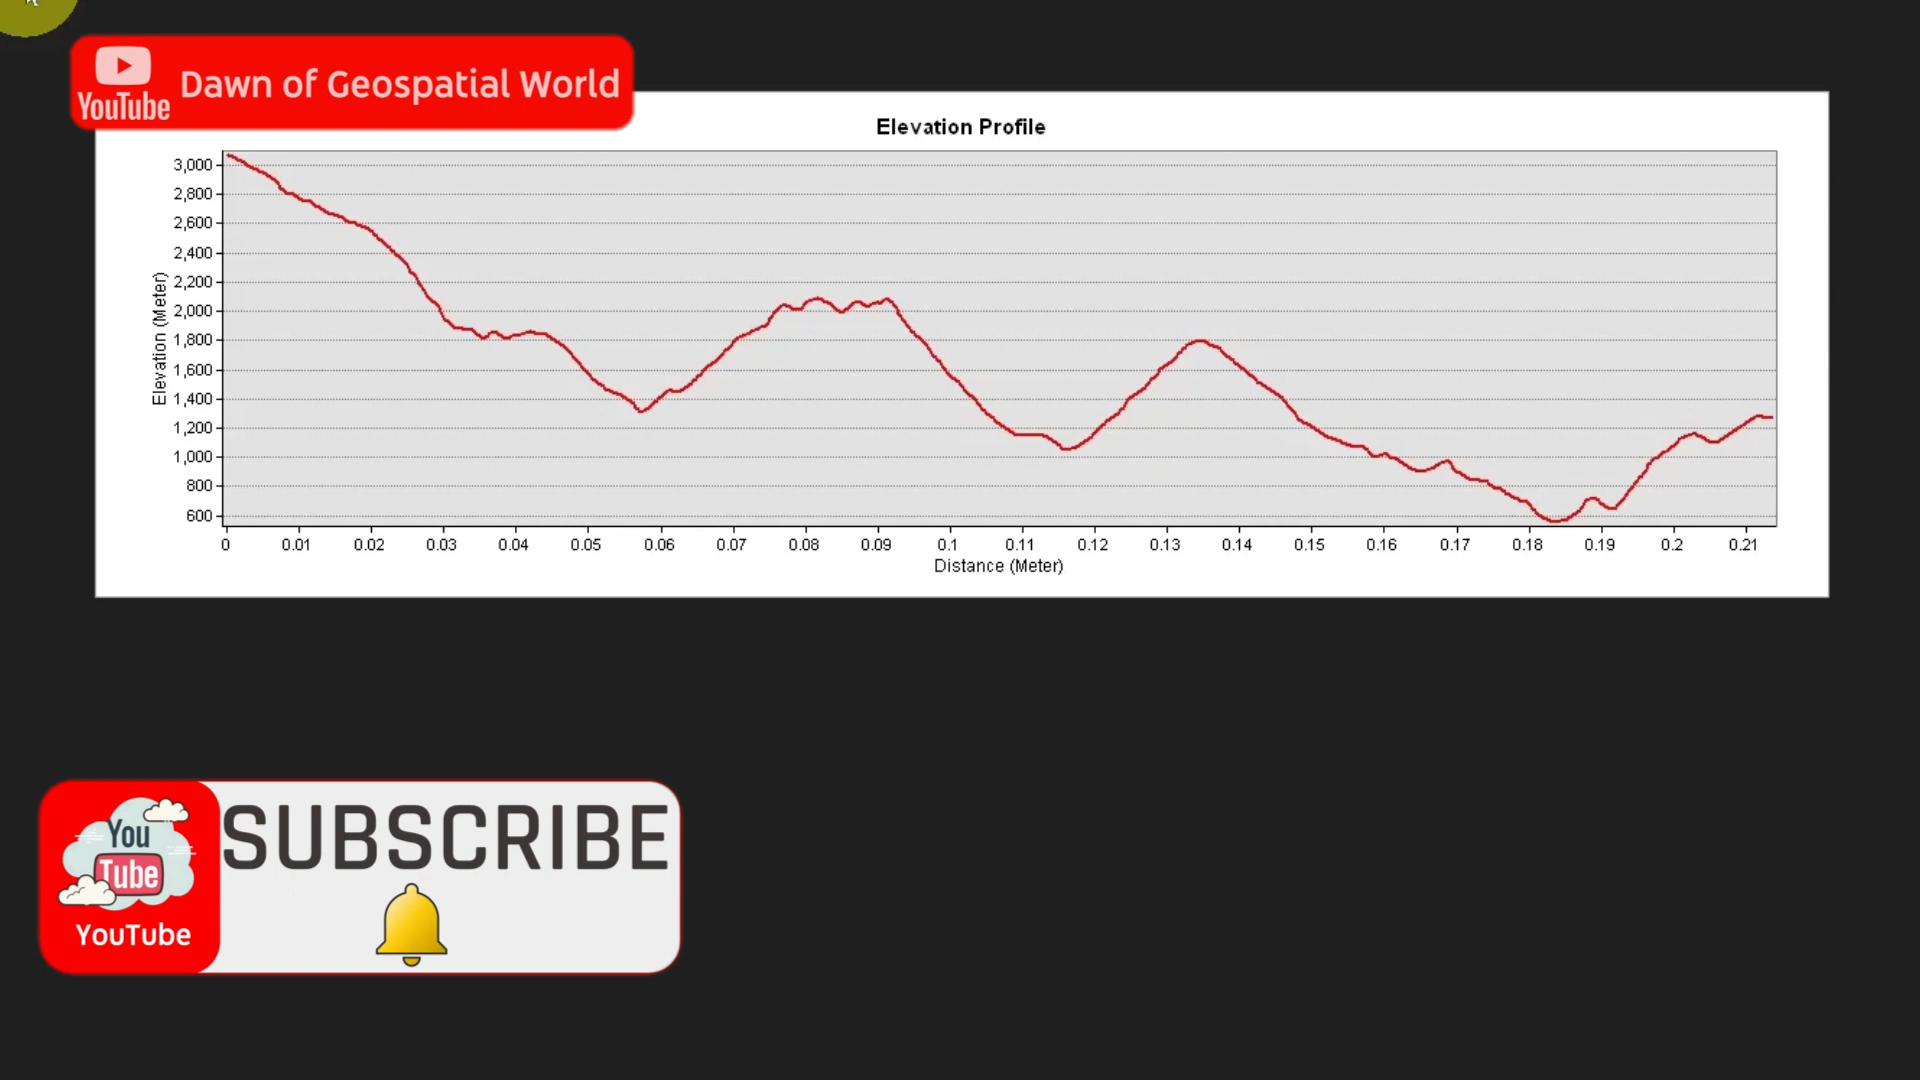 YouTube
Dawn of Geospatial World
Elevation Profile
Elevation (Meter)
3,000
2,800
2,600
2,400
2,200
2,000
1,800
1,600
1,400
1,200
1,000
800
600
0 0.01 0.02 0.03 0.04 0.05 0.06 0.07 0.08 0.09 0.1 0.11 0.12 0.13 0.14 0.15 0.16 0.17 0.18 0.19 0.2 0.21
Distance (Meter)
You
Tube
YouTube
SUBSCRIBE